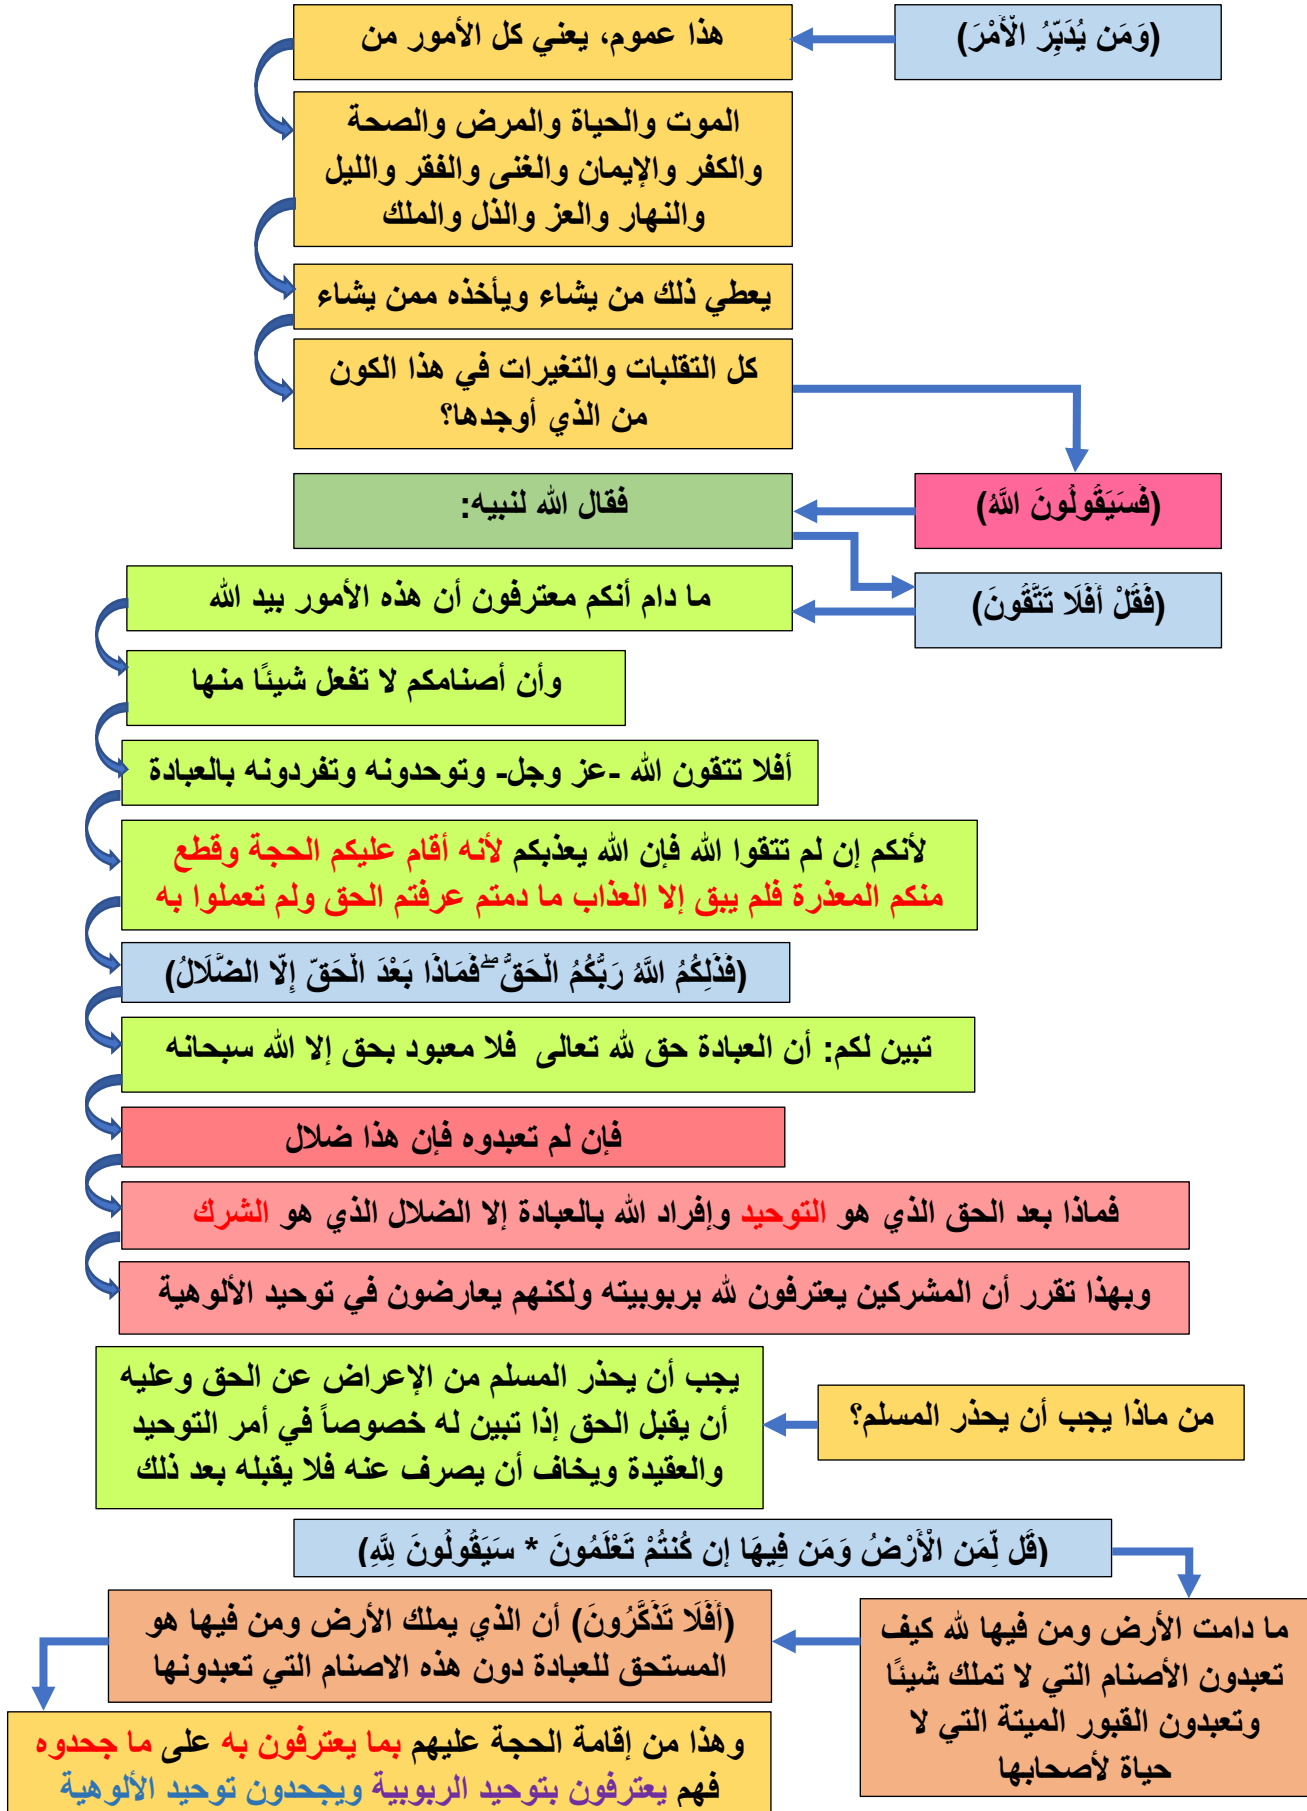 (وَمَن يُدَبِّرُ الْأَمْرَ)
هذا عموم، يعني كل الأمور من
الموت والحياة والمرض والصحة
والكفر والإيمان والغنى والفقر والليل
والنهار والعز والذل والملك
يعطي ذلك من يشاء ويأخذه ممن يشاء
كل التقلبات والتغيرات في هذا الكون
من الذي أوجدها؟
(فَسَيَقُولُونَ اللَّهُ)
فقال الله لنبيه:
(فَقُلْ أَفَلَا تَتَّقُونَ)
ما دام أنكم معترفون أن هذه الأمور بيد الله
وأن أصنامكم لا تفعل شيئًا منها
أفلا تتقون الله -عز وجل- وتوحدونه وتفردونه بالعبادة
لأنكم إن لم تتقوا الله فإن الله يعذبكم لأنه أقام عليكم الحجة وقطع
منكم المعذرة فلم يبق إلا العذاب ما دمتم عرفتم الحق ولم تعملوا به
(فَذَلِكُمُ اللَّهُ رَبُّكُمُ الْحَقُّ ۖ فَمَاذَا بَعْدَ الْحَقِّ إِلَّا الضَّلَالُ)
تبين لكم: أن العبادة حق لله تعالى فلا معبود بحق إلا الله سبحانه
فإن لم تعبدوه فإن هذا ضلال
فماذا بعد الحق الذي هو التوحيد وإفراد الله بالعبادة إلا الضلال الذي هو الشرك
وبهذا تقرر أن المشركين يعترفون لله بربوبيته ولكنهم يعارضون في توحيد الألوهية
من ماذا يجب أن يحذر المسلم؟
يجب أن يحذر المسلم من الإعراض عن الحق وعليه
أن يقبل الحق إذا تبين له خصوصاً في أمر التوحيد
والعقيدة ويخاف أن يصرف عنه فلا يقبله بعد ذلك
(قُل لِّمَن الْأَرْضُ وَمَن فِيهَا إِن كُنتُمْ تَعْلَمُونَ * سَيَقُولُونَ لِلَّهِ)
ما دامت الأرض ومن فيها لله كيف
تعبدون الأصنام التي لا تملك شيئًا
وتعبدون القبور الميتة التي لا
حياة لأصحابها
(أَفَلَا تَذَكَّرُونَ) أن الذي يملك الأرض ومن فيها هو
المستحق للعبادة دون هذه الاصنام التي تعبدونها
وهذا من إقامة الحجة عليهم بما يعترفون به على ما جحدوه
فهم يعترفون بتوحيد الربوبية ويجحدون توحيد الألوهية